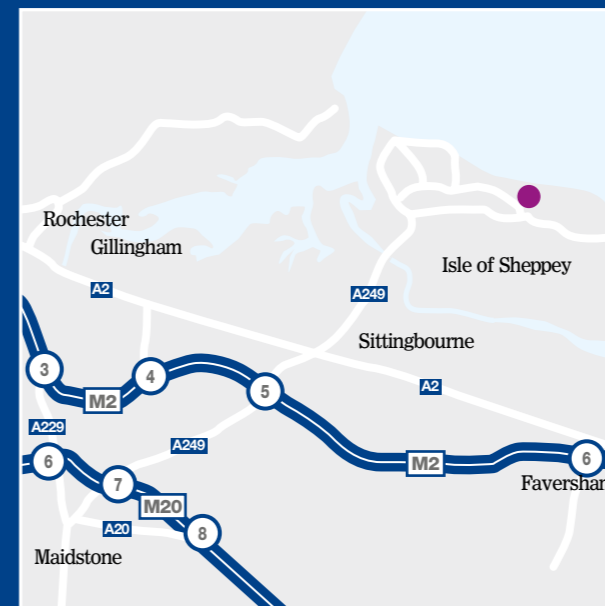 Rochester
Gillingham
Isle of Sheppey
A2
A249
Sittingbourne
3
4
5
A2
M2
A229
A249
M2
6
6
7
Faversham
M20
A20
8
Maidstone